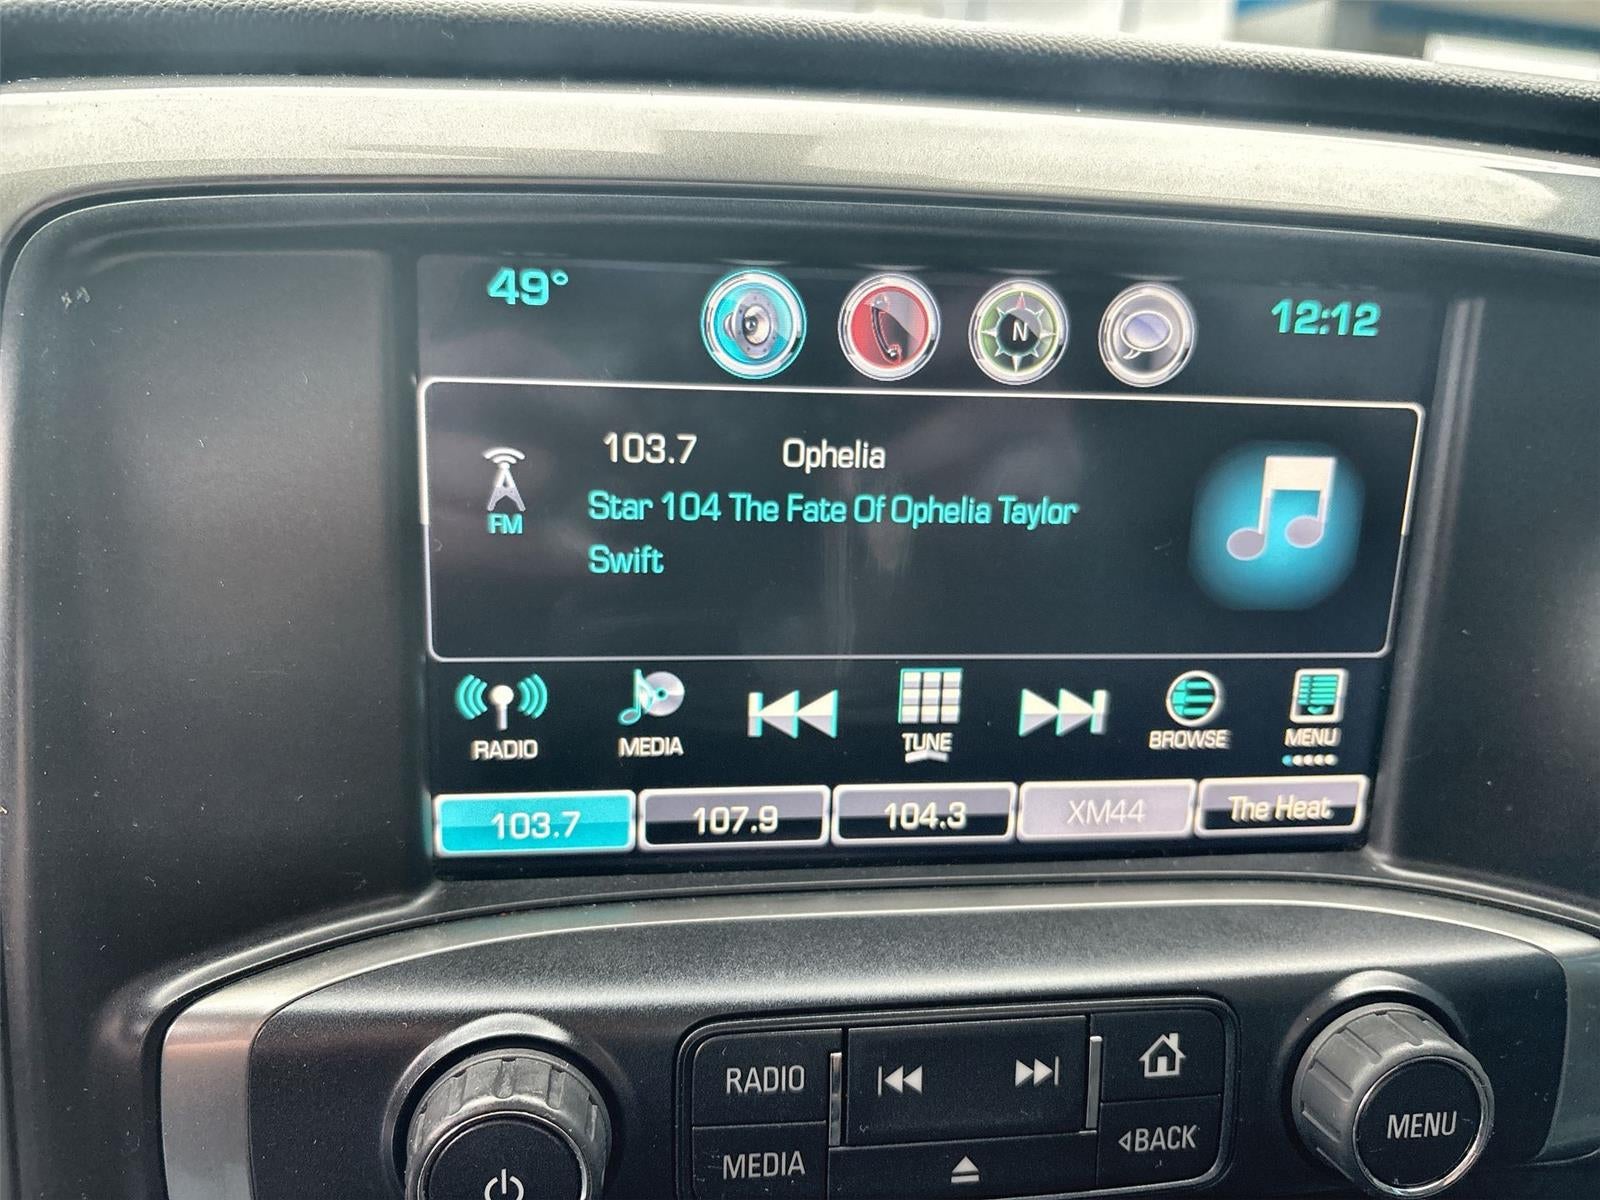 49° N 12:12
103.7 Ophelia
FM Star 104 The Fate Of Ophelia Taylor
Swift
RADIO MEDIA TUNE BROWSE MENU
103.7 107.9 104.3 XM44 The Heat
RADIO
MENU
BACK
MEDIA